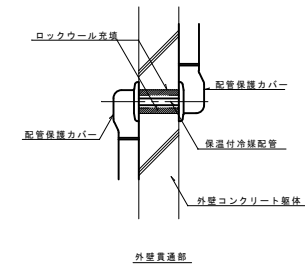 ロックウール充填
配管保護カバー
配管保護カバー
保温付冷媒配管
外壁コンクリート躯体
外壁貫通部